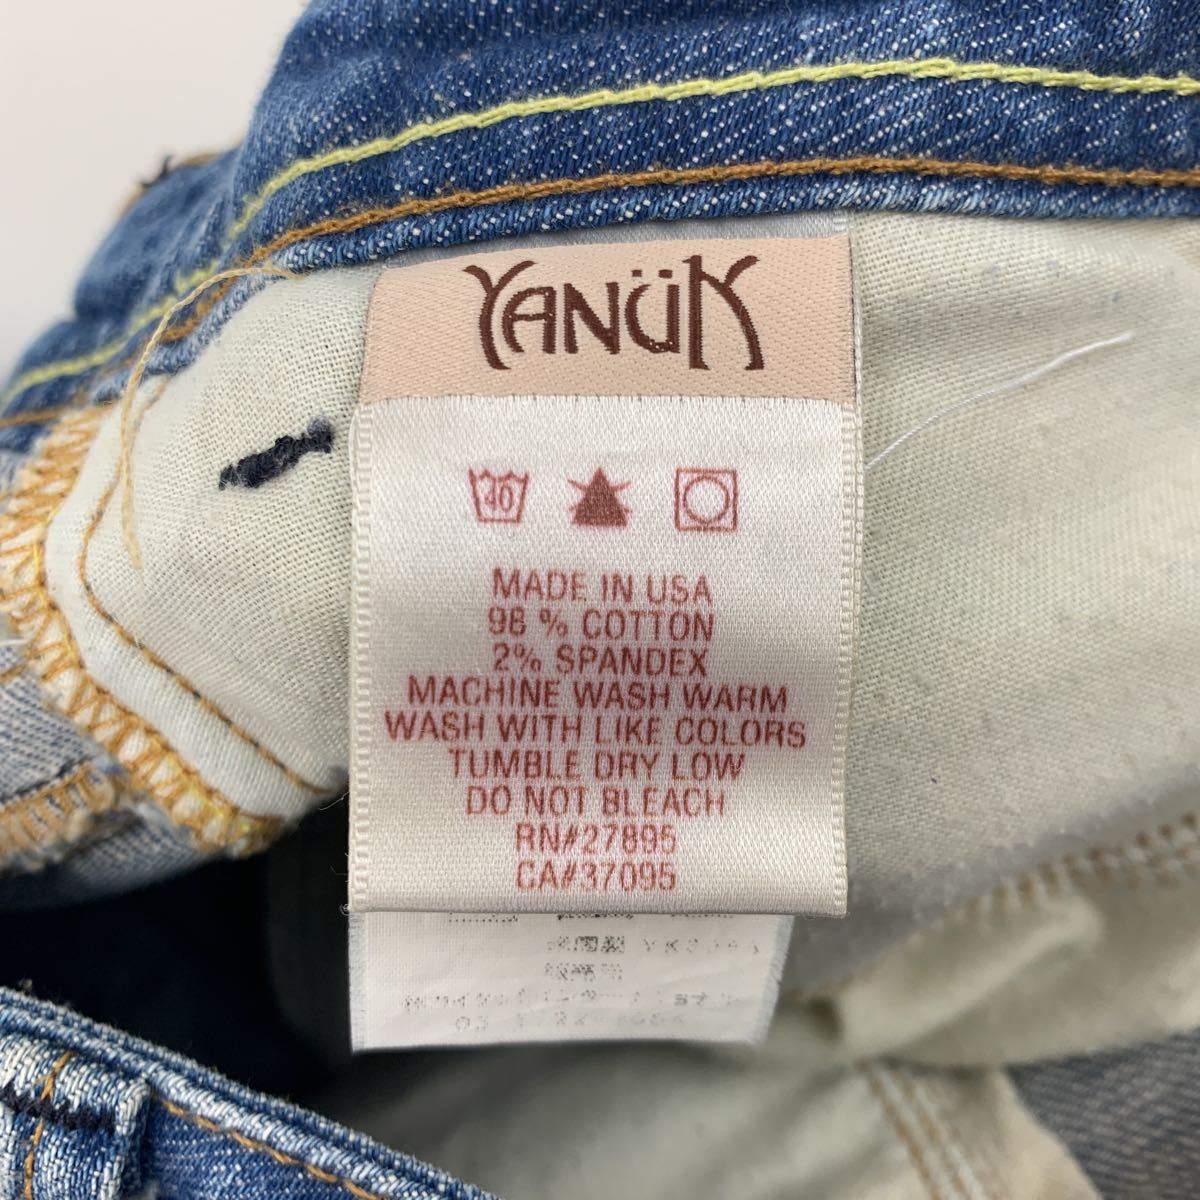 YANÜK
40
MADE IN USA
98 % COTTON
2% SPANDEX
MACHINE WASH WARM
WASH WITH LIKE COLORS
TUMBLE DRY LOW
DO NOT BLEACH
RN#27895
CA#37095